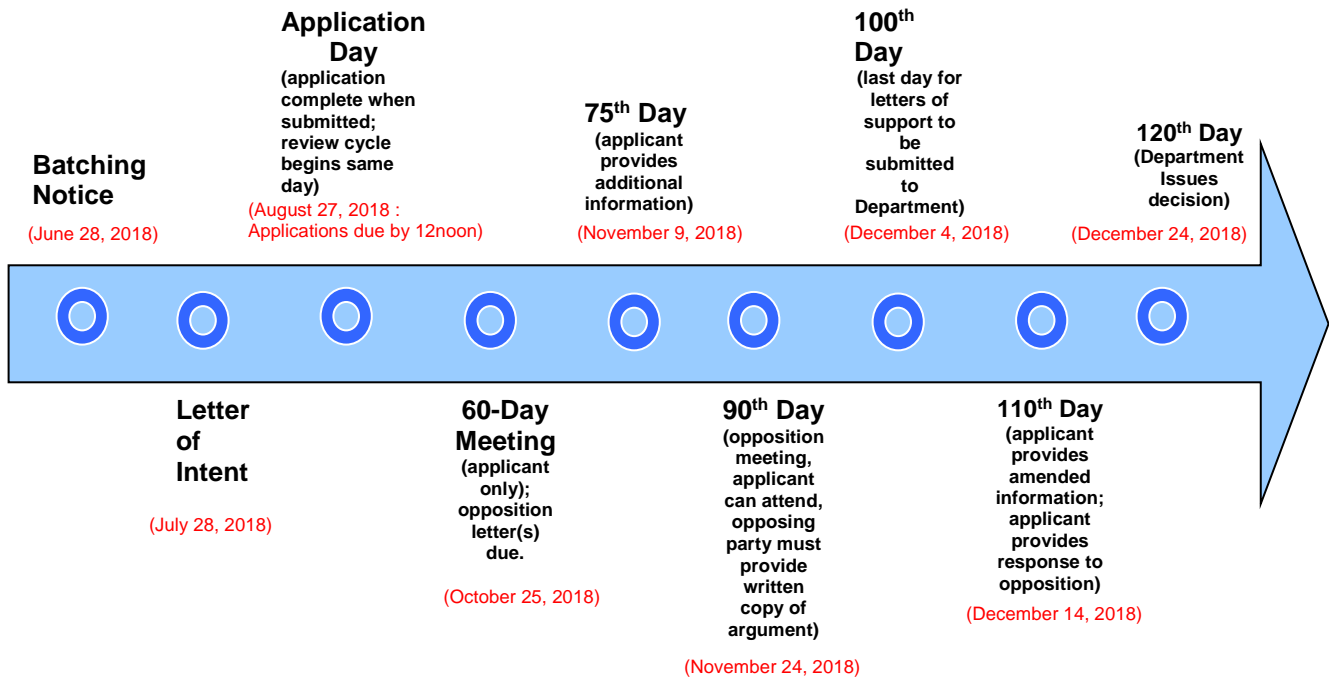 Batching
Notice
(June 28, 2018)
Letter
of
Intent
(July 28, 2018)
Application
Day
(application
complete when
submitted;
review cycle
begins same
day)
(August 27, 2018 :
Applications due by 12noon)
60-Day
Meeting
(applicant
only);
opposition
letter(s)
due.
(October 25, 2018)
75th Day
(applicant
provides
additional
information)
(November 9, 2018)
90th Day
(opposition
meeting,
applicant
can attend,
opposing
party must
provide
written
copy of
argument)
(November 24, 2018)
100th
Day
(last day for
letters of
support to
be
submitted
to
Department)
(December 4, 2018)
110th Day
(applicant
provides
amended
information;
applicant
provides
response to
opposition)
(December 14, 2018)
120th Day
(Department
Issues
decision)
(December 24, 2018)